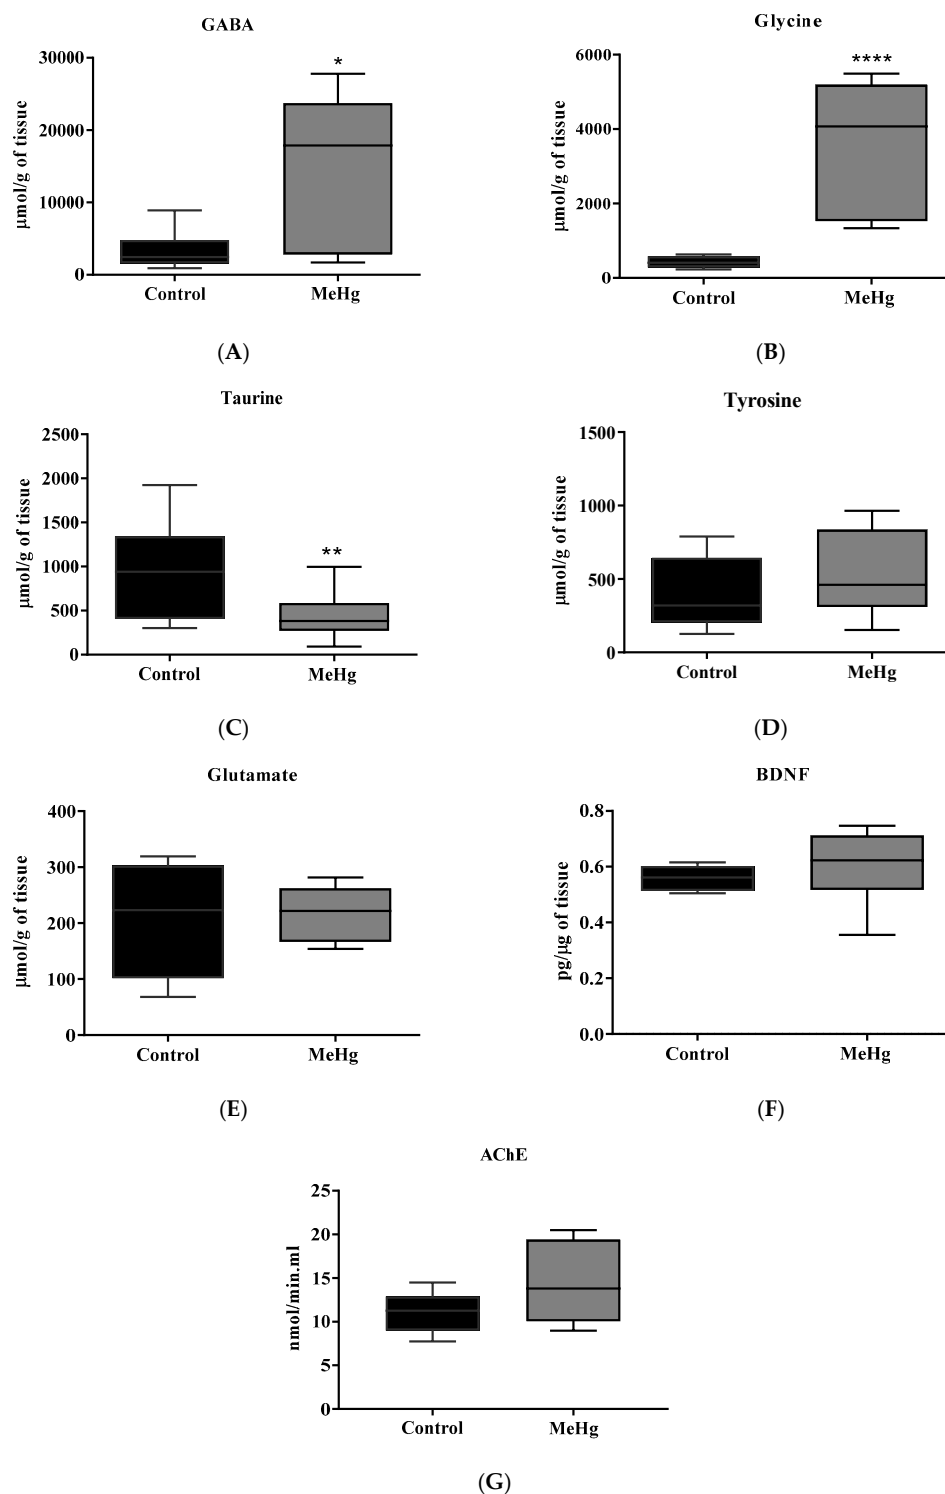 GABA
*
30000
20000
10000
0
μmol/g of tissue
Control MeHg
(A)
Glycine
****
6000
4000
2000
0
μmol/g of tissue
Control MeHg
(B)
Taurine
2500
2000
1500
1000
500
0
**
μmol/g of tissue
Control MeHg
(C)
Tyrosine
1500
1000
500
0
μmol/g of tissue
Control MeHg
(D)
Glutamate
400
300
200
100
0
μmol/g of tissue
Control MeHg
(E)
BDNF
0.8
0.6
0.4
0.2
0.0
pg/μg of tissue
Control MeHg
(F)
AChE
25
20
15
10
5
0
nmol/min.ml
Control MeHg
(G)